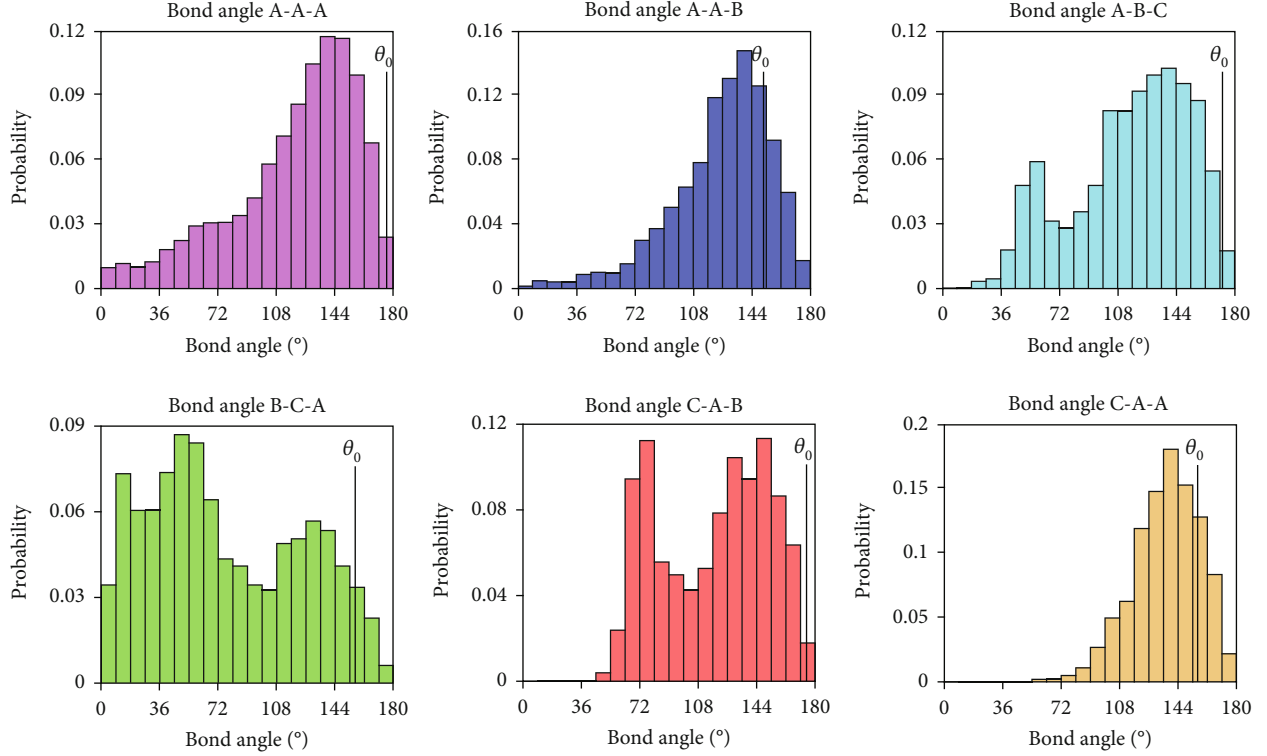 Bond angle A-A-A
0.12
0.09
0.06
0.03
0
Probability
θ0
0 36 72 108 144 180
Bond angle (°)
Bond angle A-A-B
0.16
0.12
0.08
0.04
0
Probability
θ0
0 36 72 108 144 180
Bond angle (°)
Bond angle A-B-C
0.12
0.09
0.06
0.03
0
Probability
θ0
0 36 72 108 144 180
Bond angle (°)
Bond angle B-C-A
0.09
0.06
0.03
0
Probability
θ0
0 36 72 108 144 180
Bond angle (°)
Bond angle C-A-B
0.12
0.08
0.04
0
Probability
θ0
0 36 72 108 144 180
Bond angle (°)
Bond angle C-A-A
0.2
0.15
0.1
0.05
0
Probability
θ0
0 36 72 108 144 180
Bond angle (°)